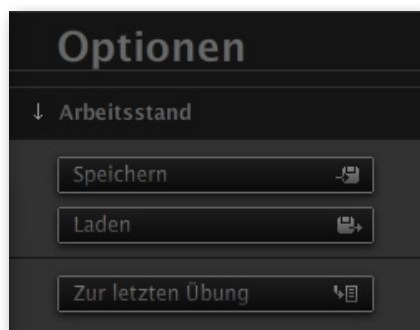 Optionen
↓ Arbeitsstand
Speichern
Laden
Zur letzten Übung